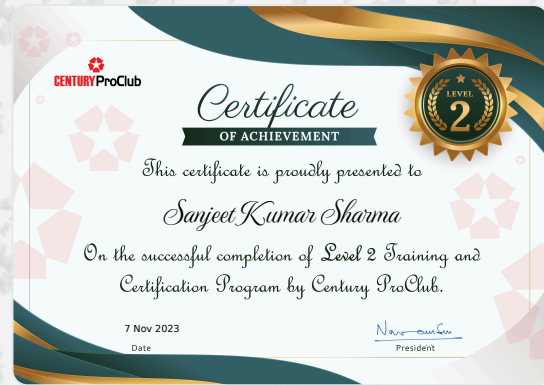 CENTURY ProClub
Certificate
OF ACHIEVEMENT
LEVEL
2
This certificate is proudly presented to
Sanjeet Kumar Sharma
On the successful completion of Level 2 Training and
Certification Program by Century ProClub.
7 Nov 2023
Date
President